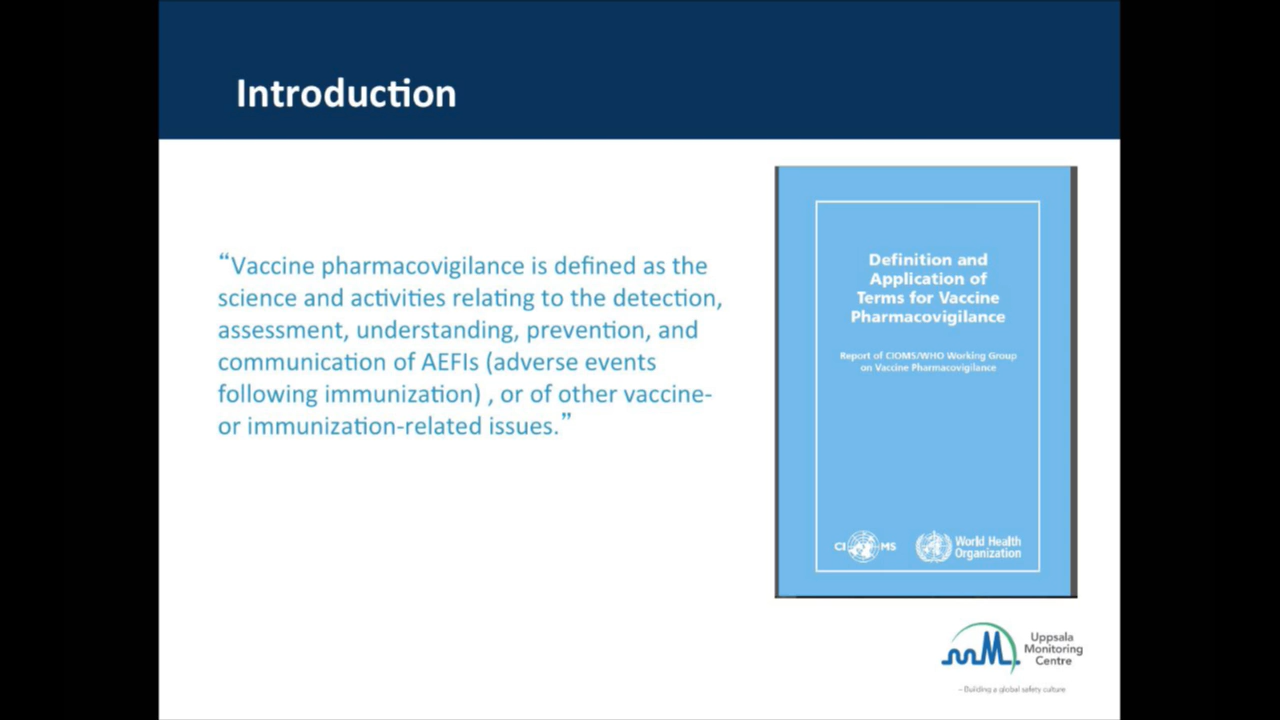 Introduction
“Vaccine pharmacovigilance is defined as the
science and activities relating to the detection,
assessment, understanding, prevention, and
communication of AEFIs (adverse events
following immunization) , or of other vaccine-
or immunization-related issues.”
Definition and
Application of
Terms for Vaccine
Pharmacovigilance
Report of CIOMS/WHO Working Group
on Vaccine Pharmacovigilance
CI MS
World Health
Organization
Uppsala
Monitoring
Centre
– Building a global safety culture